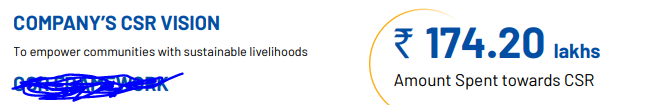 COMPANY'S CSR VISION
To empower communities with sustainable livelihoods
₹ 174.20 lakhs
Amount Spent towards CSR